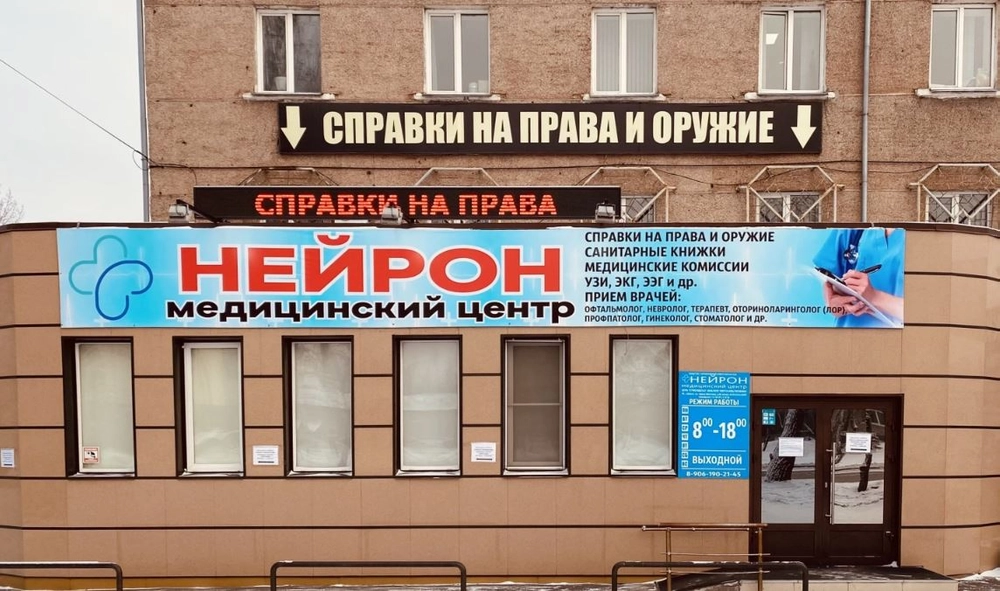 СПРАВКИ НА ПРАВА И ОРУЖИЕ
СПРАВКИ НА ПРАВА
НЕЙРОН
медицинский центр
СПРАВКИ НА ПРАВА И ОРУЖИЕ
САНИТАРНЫЕ КНИЖКИ
МЕДИЦИНСКИЕ КОМИССИИ
УЗИ, ЭКГ, ЭЭГ и др.
ПРИЕМ ВРАЧЕЙ:
ОФТАЛЬМОЛОГ, НЕВРОЛОГ, ТЕРАПЕВТ, ОТОРИНОЛАРИНГОЛОГ (ЛОР),
ПРОФПАТОЛОГ, ГИНЕКОЛОГ, СТОМАТОЛОГ И ДР.
НЕЙРОН
МЕДИЦИНСКИЙ ЦЕНТР
РЕЖИМ РАБОТЫ
8⁰⁰-18⁰⁰
ВЫХОДНОЙ
8-906-190-21-45